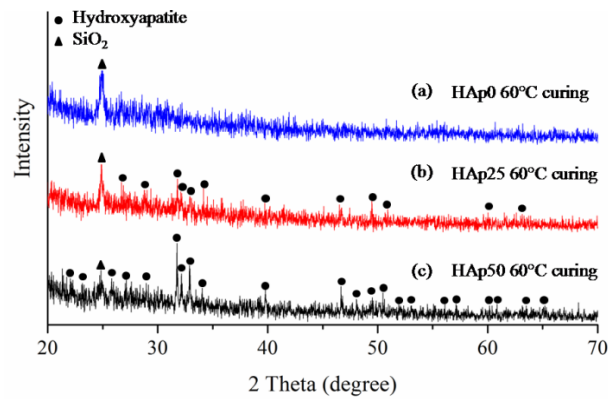 ● Hydroxyapatite
▲ SiO₂
Intensity
(a) HAp0 60°C curing
(b) HAp25 60°C curing
(c) HAp50 60°C curing
20 30 40 50 60 70
2 Theta (degree)